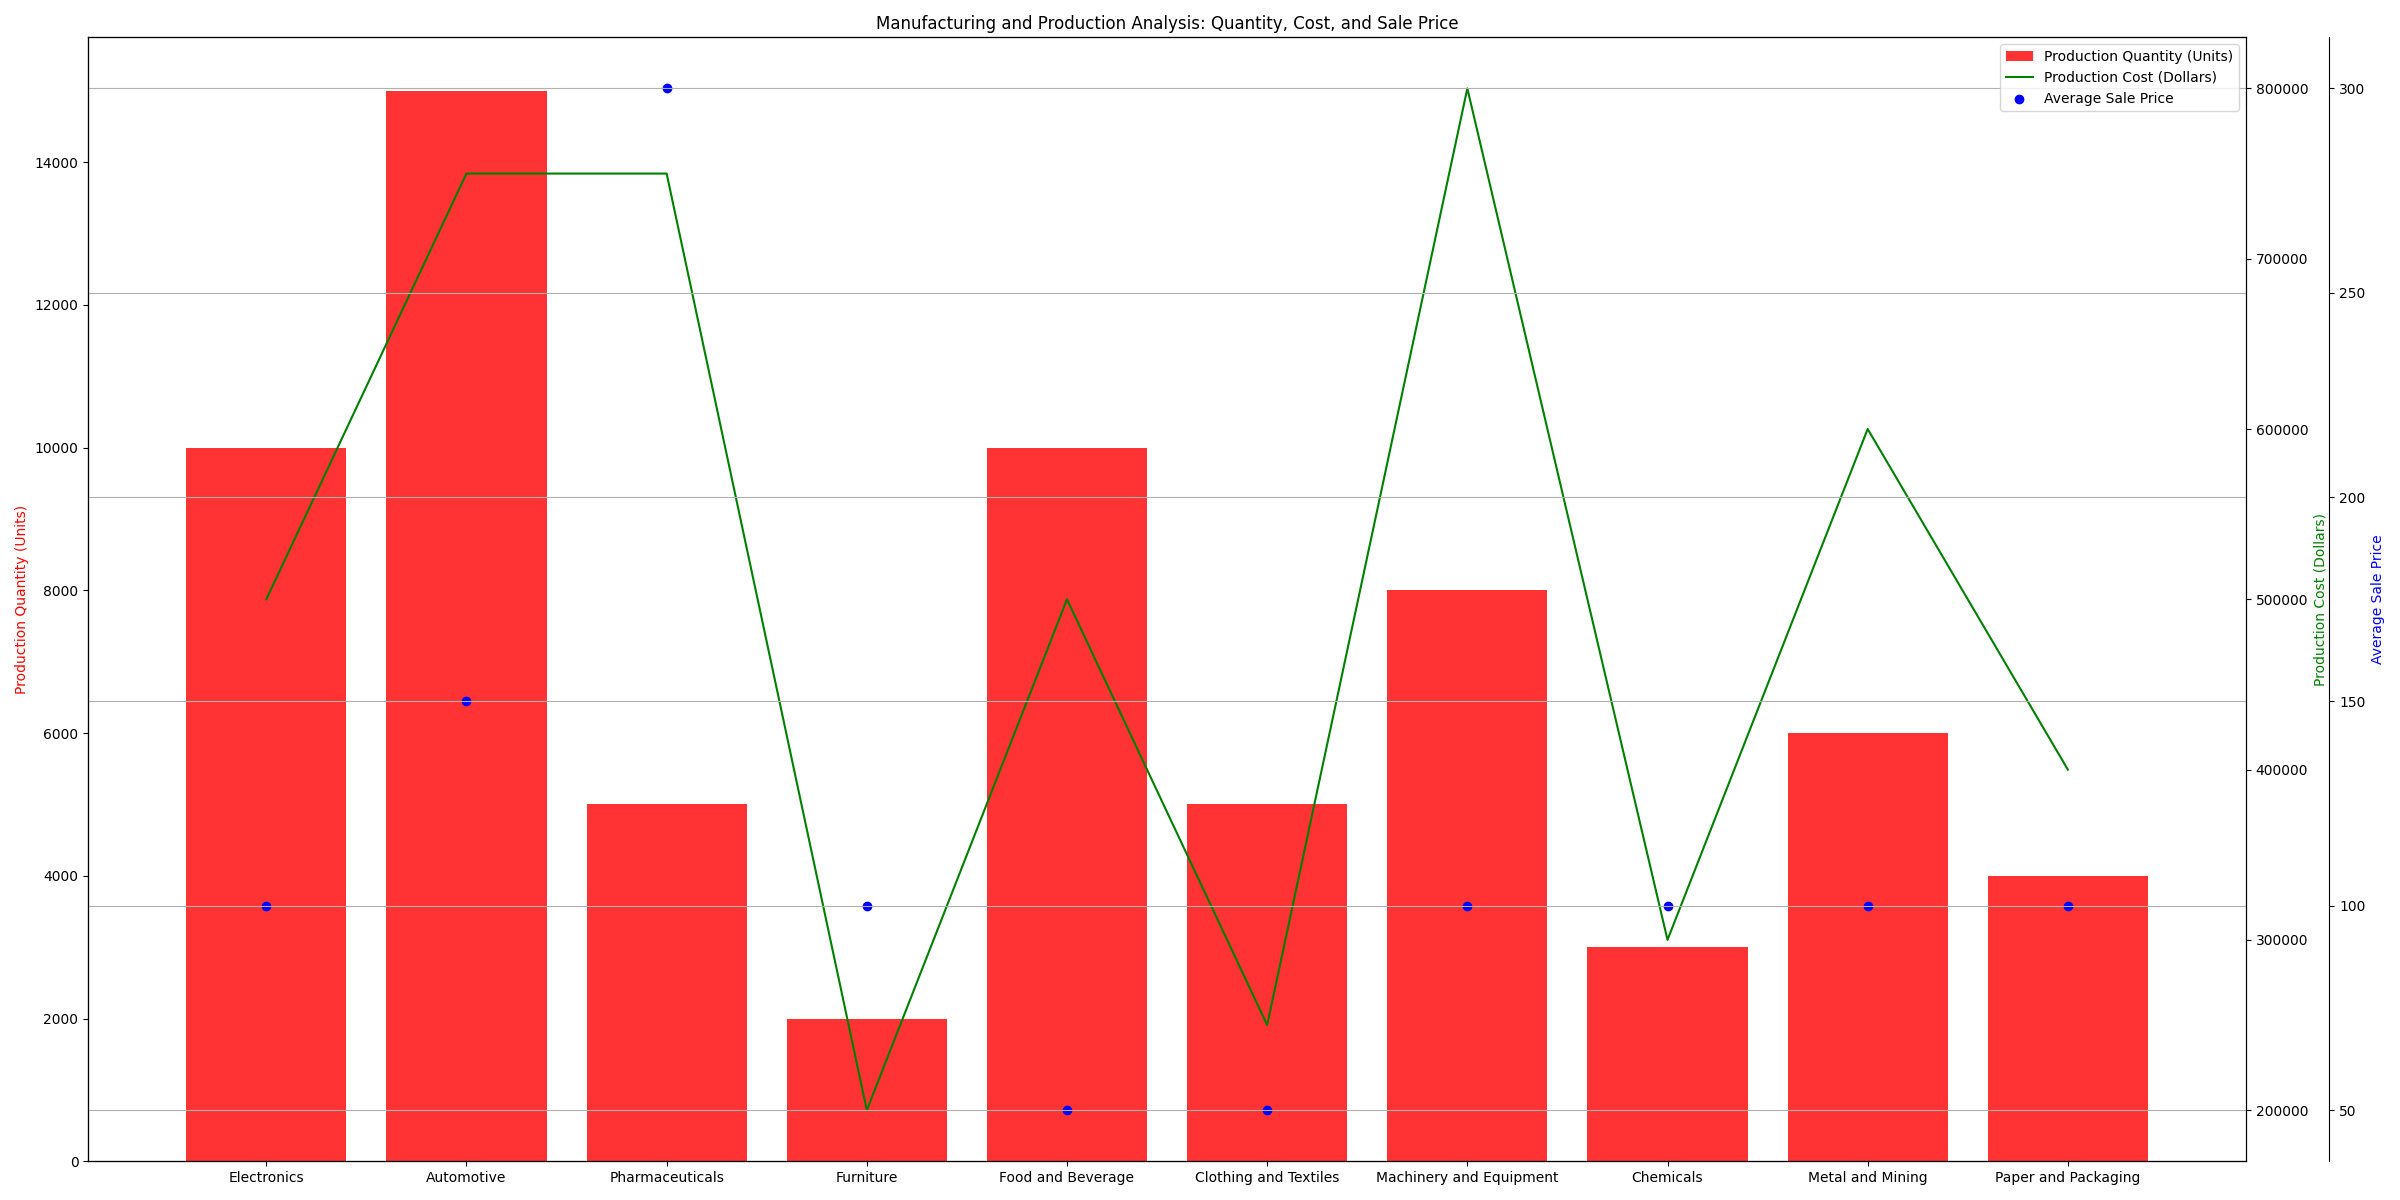 Manufacturing and Production Analysis: Quantity, Cost, and Sale Price
Production Quantity (Units)
Production Cost (Dollars)
Average Sale Price
14000
12000
10000
8000
6000
4000
2000
0
Production Quantity (Units)
800000
700000
600000
500000
400000
300000
200000
Production Cost (Dollars)
300
250
200
150
100
50
Average Sale Price
Electronics
Automotive
Pharmaceuticals
Furniture
Food and Beverage
Clothing and Textiles
Machinery and Equipment
Chemicals
Metal and Mining
Paper and Packaging